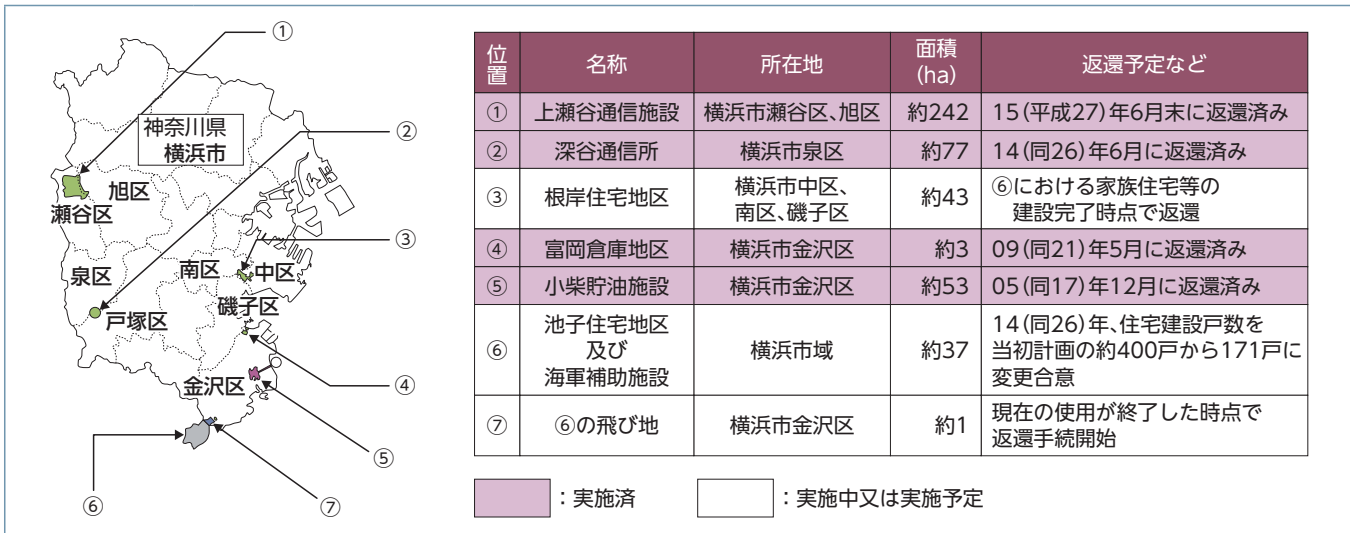 ①
②
③
④
⑤
⑥
⑦
神奈川県
横浜市
旭区
瀬谷区
泉区
南区
中区
磯子区
戸塚区
金沢区
位置 名称 所在地 面積(ha) 返還予定など
① 上瀬谷通信施設 横浜市瀬谷区、旭区 約242 15(平成27)年6月末に返還済み
② 深谷通信所 横浜市泉区 約77 14(同26)年6月に返還済み
③ 根岸住宅地区 横浜市中区、
南区、磯子区 約43 ⑥における家族住宅等の
建設完了時点で返還
④ 富岡倉庫地区 横浜市金沢区 約3 09(同21)年5月に返還済み
⑤ 小柴貯油施設 横浜市金沢区 約53 05(同17)年12月に返還済み
⑥ 池子住宅地区
及び
海軍補助施設 横浜市域 約37 14(同26)年、住宅建設戸数を
当初計画の約400戸から171戸に
変更合意
⑦ ⑥の飛び地 横浜市金沢区 約1 現在の使用が終了した時点で
返還手続開始
：実施済 ：実施中又は実施予定